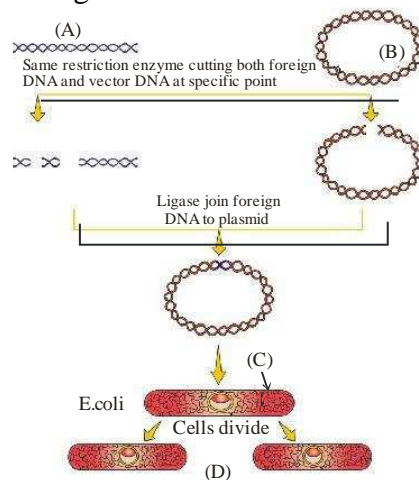 (A)
(B)
Same restriction enzyme cutting both foreign
DNA and vector DNA at specific point
Ligase join foreign
DNA to plasmid
(C)
E.coli
Cells divide
(D)